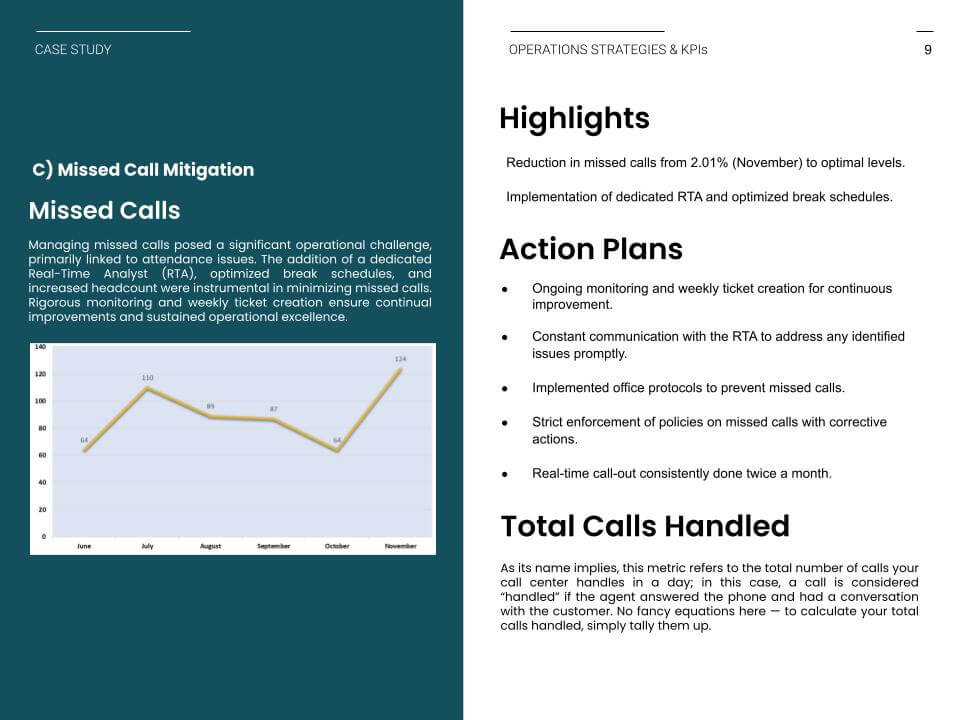 CASE STUDY
C) Missed Call Mitigation
Missed Calls
Managing missed calls posed a significant operational challenge,
primarily linked to attendance issues. The addition of a dedicated
Real-Time Analyst (RTA), optimized break schedules, and
increased headcount were instrumental in minimizing missed calls.
Rigorous monitoring and weekly ticket creation ensure continual
improvements and sustained operational excellence.
140
120
100
80
60
40
20
0
64
110
89
87
64
124
June July August September October November
OPERATIONS STRATEGIES & KPIs
9
Highlights
Reduction in missed calls from 2.01% (November) to optimal levels.
Implementation of dedicated RTA and optimized break schedules.
Action Plans
● Ongoing monitoring and weekly ticket creation for continuous
improvement.
● Constant communication with the RTA to address any identified
issues promptly.
● Implemented office protocols to prevent missed calls.
● Strict enforcement of policies on missed calls with corrective
actions.
● Real-time call-out consistently done twice a month.
Total Calls Handled
As its name implies, this metric refers to the total number of calls your
call center handles in a day; in this case, a call is considered
“handled” if the agent answered the phone and had a conversation
with the customer. No fancy equations here — to calculate your total
calls handled, simply tally them up.